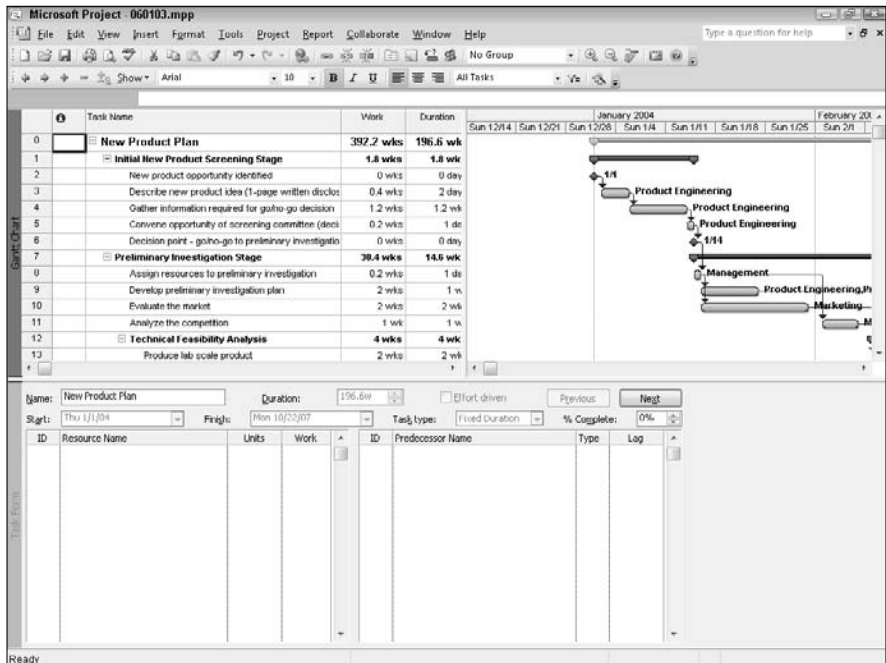 Microsoft Project - 060103.mpp
File Edit View Insert Format Tools Project Report Collaborate Window Help Type a question for help
No Group
Show Arial 10 B I U All Tasks
Task Name Work Duration January 2004 February 20
Sun 12/14 Sun 12/21 Sun 12/28 Sun 1/4 Sun 1/11 Sun 1/18 Sun 1/25 Sun 2/1
0 New Product Plan 392.2 wks 196.6 wk
1 Initial New Product Screening Stage 1.8 wks 1.8 wk
2 New product opportunity identified 0 wks 0 day 1/1
3 Describe new product idea (1-page written disclos 0.4 wks 2 day Product Engineering
4 Gather information required for go/no-go decision 1.2 wks 1.2 wk Product Engineering
5 Convene opportunity of screening committee (deci 0.2 wks 1 da Product Engineering
6 Decision point - go/no-go to preliminary investigatio 0 wks 0 day 1/14
7 Preliminary Investigation Stage 14.6 wk
8 Assign resources to preliminary investigation 0.2 wks 1 da Management
9 Develop preliminary investigation plan 2 wks 1 w Product Engineering,Pr
10 Evaluate the market 2 wks 2 wk Marketing
11 Analyze the competition 1 wk 1 w M
12 Technical Feasibility Analysis 4 wks 4 wk
13 Produce lab scale product 2 wks 2 wk
Gantt Chart
Name: New Product Plan Duration: 196.6w Effort driven Previous Next
Start: Thu 1/1/04 Finish: Mon 10/22/07 Task type: Fixed Duration % Complete: 0%
ID Resource Name Units Work ID Predecessor Name Type Lag
Task Form
Ready